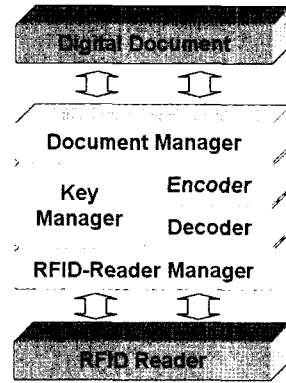 Digital Document
Document Manager
Key
Manager
Encoder
Decoder
RFID-Reader Manager
RFID Reader